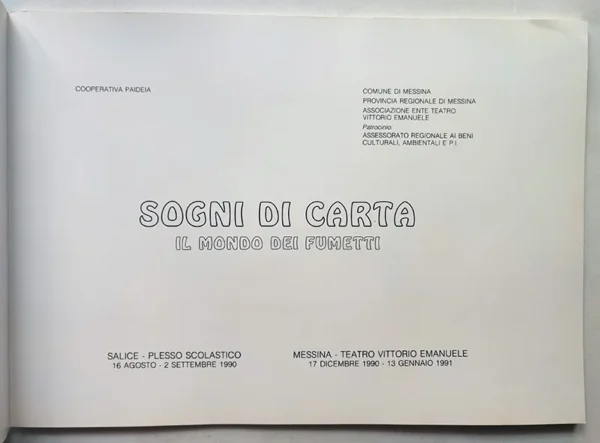 COOPERATIVA PAIDEIA
COMUNE DI MESSINA
PROVINCIA REGIONALE DI MESSINA
ASSOCIAZIONE ENTE TEATRO
VITTORIO EMANUELE
Patrocinio
ASSESSORATO REGIONALE AI BENI
CULTURALI, AMBIENTALI E P.I.
SOGNI DI CARTA
IL MONDO DEI FUMETTI
SALICE - PLESSO SCOLASTICO
16 AGOSTO - 2 SETTEMBRE 1990
MESSINA - TEATRO VITTORIO EMANUELE
17 DICEMBRE 1990 - 13 GENNAIO 1991